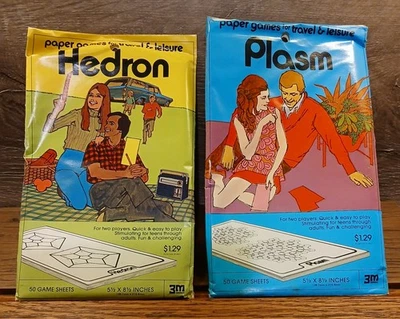 paper games for travel & leisure
Hedron
For two players. Quick & easy to play
Stimulating for teens through
adults. Fun & challenging
$1.29
Hedron
50 GAME SHEETS 5½ X 8½ INCHES 3M
paper games for travel & leisure
Plasm
For two players. Quick & easy to play
Stimulating for teens through
adults. Fun & challenging
$1.29
Plasm
50 GAME SHEETS 5½ X 8½ INCHES 3M